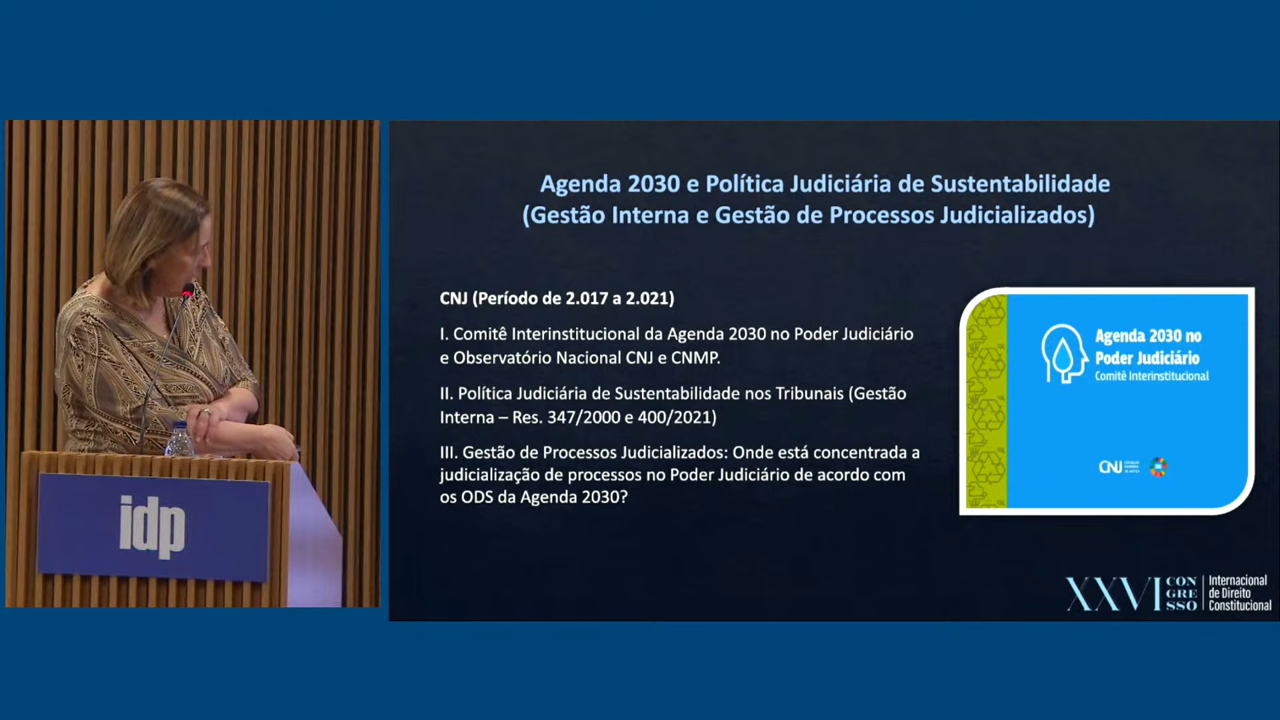 idp
Agenda 2030 e Política Judiciária de Sustentabilidade
(Gestão Interna e Gestão de Processos Judicializados)
CNJ (Período de 2.017 a 2.021)
I. Comitê Interinstitucional da Agenda 2030 no Poder Judiciário
e Observatório Nacional CNJ e CNMP.
II. Política Judiciária de Sustentabilidade nos Tribunais (Gestão
Interna – Res. 347/2000 e 400/2021)
III. Gestão de Processos Judicializados: Onde está concentrada a
judicialização de processos no Poder Judiciário de acordo com
os ODS da Agenda 2030?
Agenda 2030 no
Poder Judiciário
Comitê Interinstitucional
CNJ
XXVI
CON
GRE
SSO
Internacional
de Direito
Constitucional